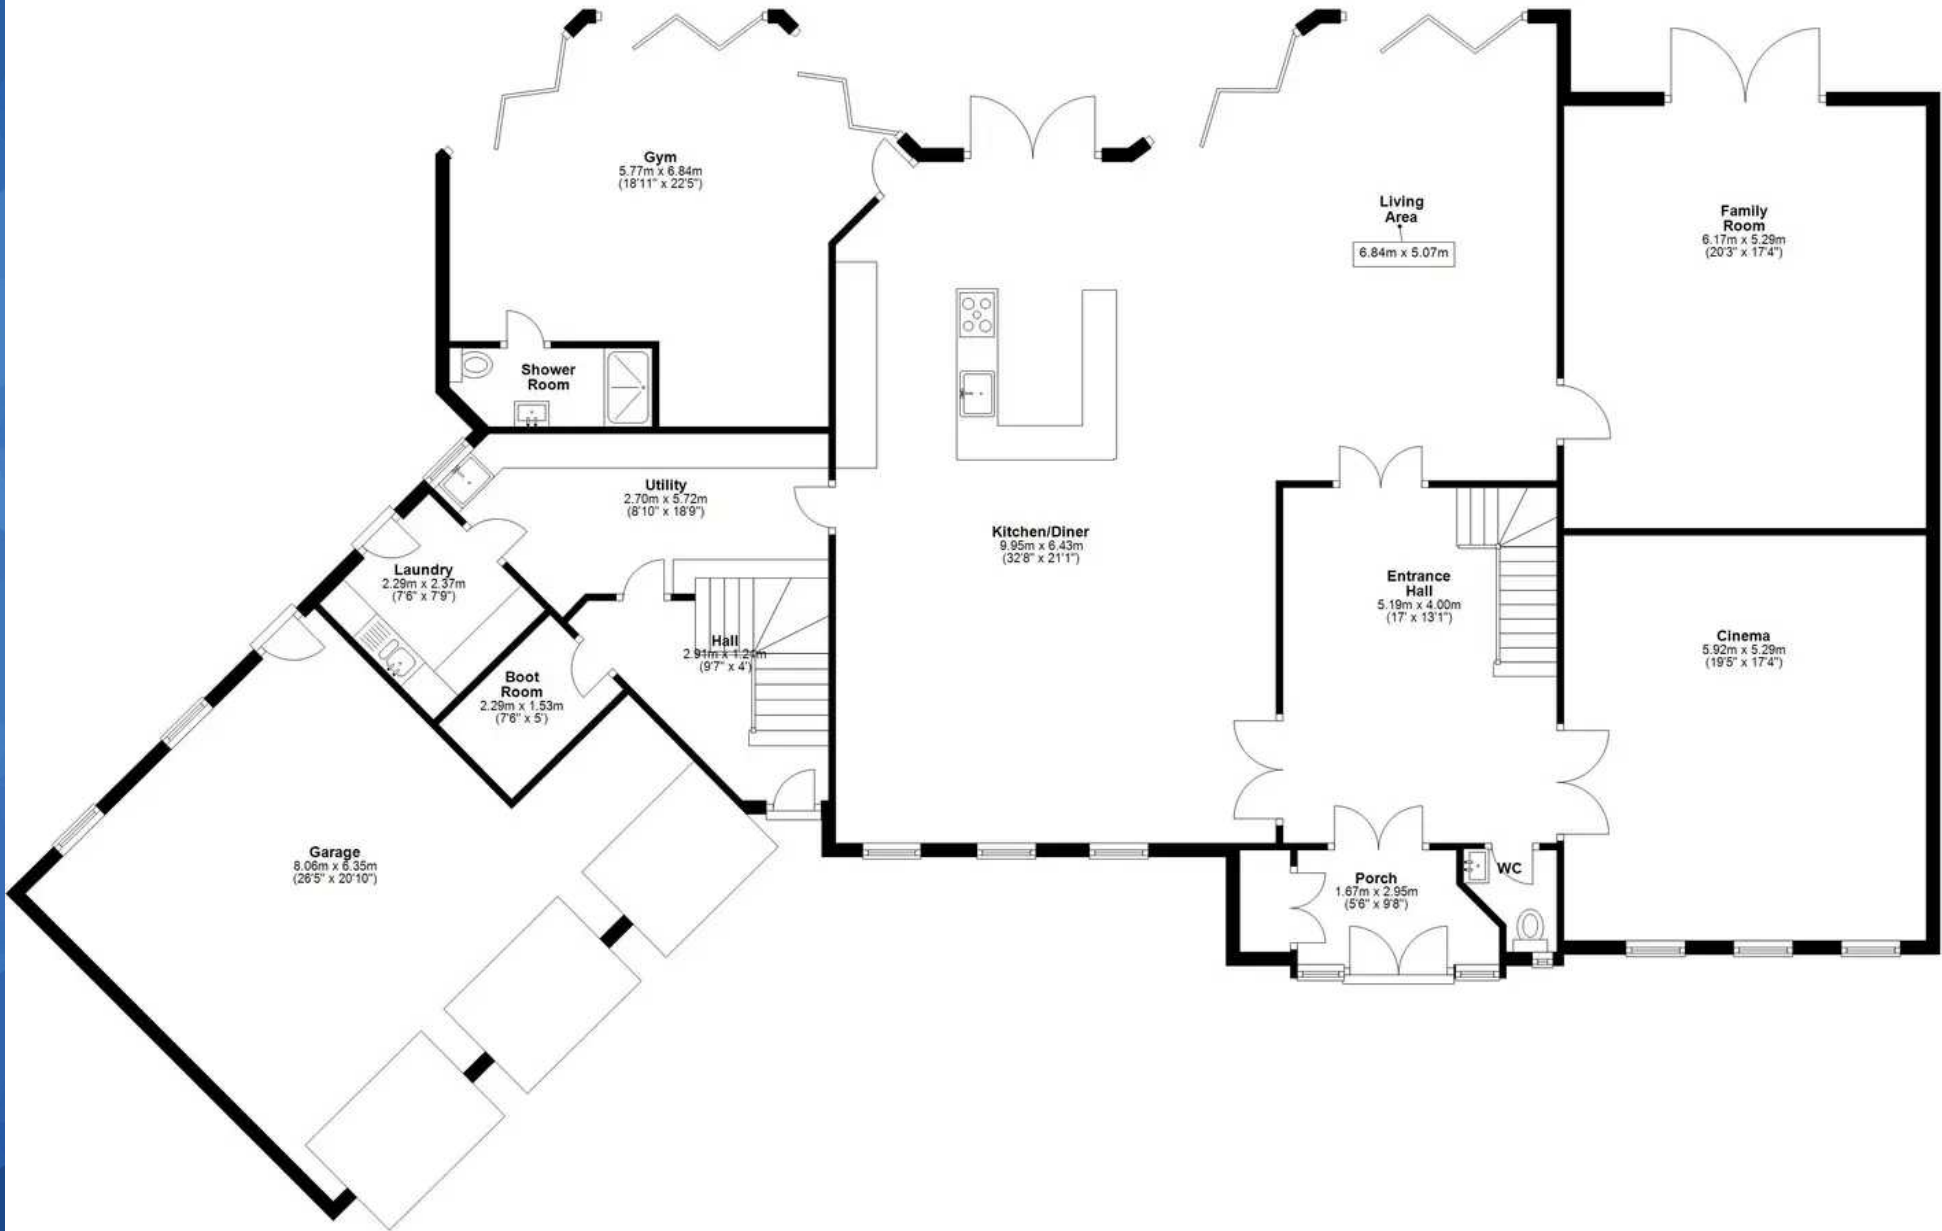 Gym
5.77m x 6.84m
(18'11" x 22'5")
Living
Area
6.84m x 5.07m
Family
Room
6.17m x 5.29m
(20'3" x 17'4")
Shower
Room
Utility
2.70m x 5.72m
(8'10" x 18'9")
Kitchen/Diner
9.95m x 6.43m
(32'8" x 21'1")
Laundry
2.29m x 2.37m
(7'6" x 7'9")
Entrance
Hall
5.19m x 4.00m
(17' x 13'1")
Hall
2.91m x 1.21m
(9'7" x 4')
Cinema
5.92m x 5.29m
(19'5" x 17'4")
Boot
Room
2.29m x 1.53m
(7'6" x 5')
Garage
8.06m x 6.35m
(26'5" x 20'10")
Porch
1.67m x 2.95m
(5'6" x 9'8")
WC